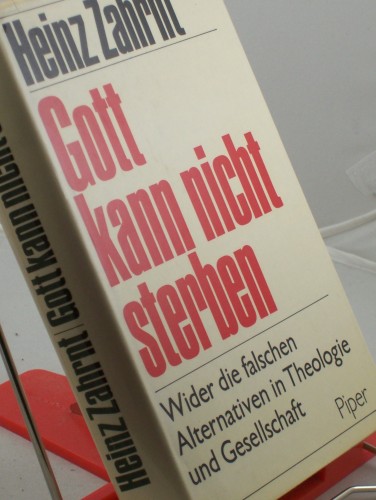 Heinz Zahrnt
Gott
kann nicht
sterben
Wider die falschen
Alternativen in Theologie
und Gesellschaft
Piper
Heinz Zahrnt | Gott kann nicht